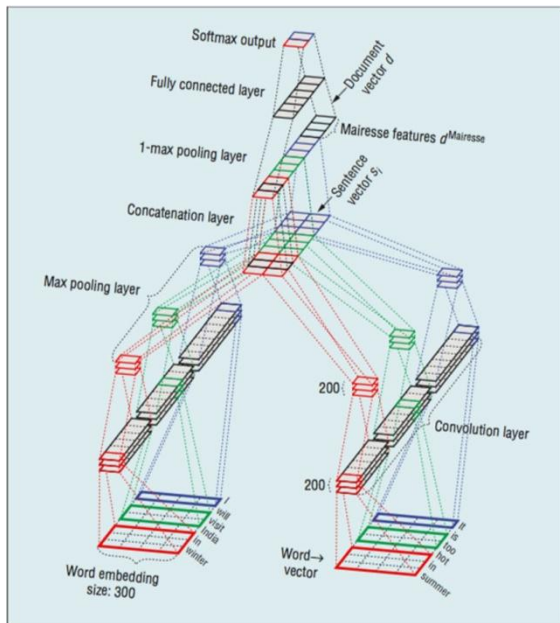 Softmax output
Fully connected layer
Document
vector d
1-max pooling layer
Mairesse features d^Mairesse
Sentence
vector s_i
Concatenation layer
Max pooling layer
200
Convolution layer
200
I
will
visit
India
in
winter
It
is
too
hot
in
summer
Word→
vector
Word embedding
size: 300